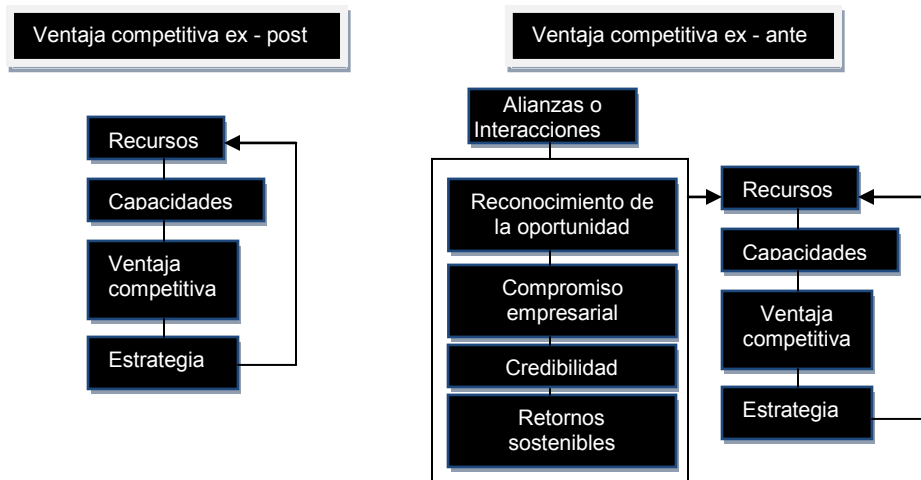 Ventaja competitiva ex - post
Recursos
Capacidades
Ventaja
competitiva
Estrategia
Ventaja competitiva ex - ante
Alianzas o
Interacciones
Reconocimiento de
la oportunidad
Compromiso
empresarial
Credibilidad
Retornos
sostenibles
Recursos
Capacidades
Ventaja
competitiva
Estrategia